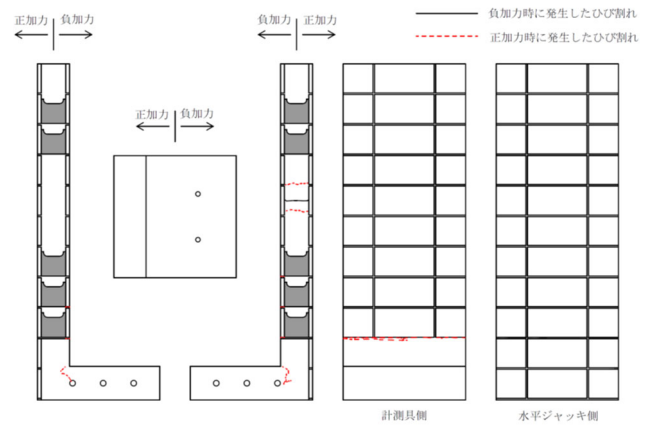 正加力 負加力
負加力 正加力
負加力時に発生したひび割れ
正加力時に発生したひび割れ
正加力 負加力
計測具側
水平ジャッキ側